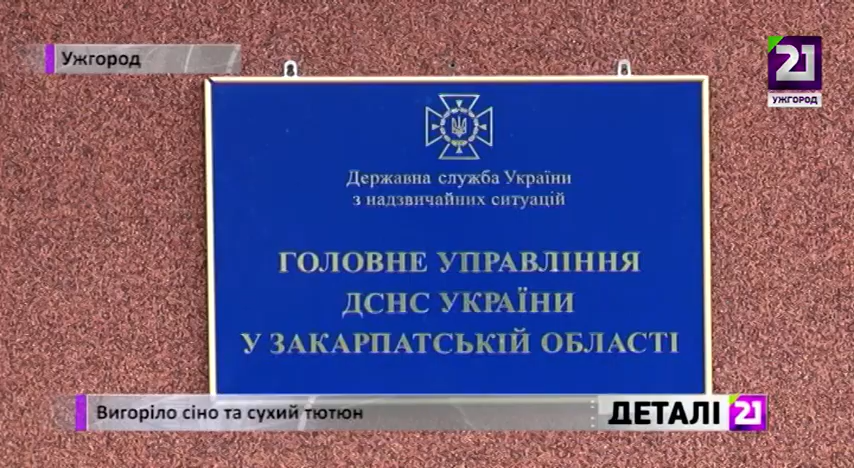 Ужгород
21
УЖГОРОД
Державна служба України
з надзвичайних ситуацій
ГОЛОВНЕ УПРАВЛІННЯ
ДСНС УКРАЇНИ
У ЗАКАРПАТСЬКІЙ ОБЛАСТІ
Вигоріло сіно та сухий тютюн
ДЕТАЛІ 21